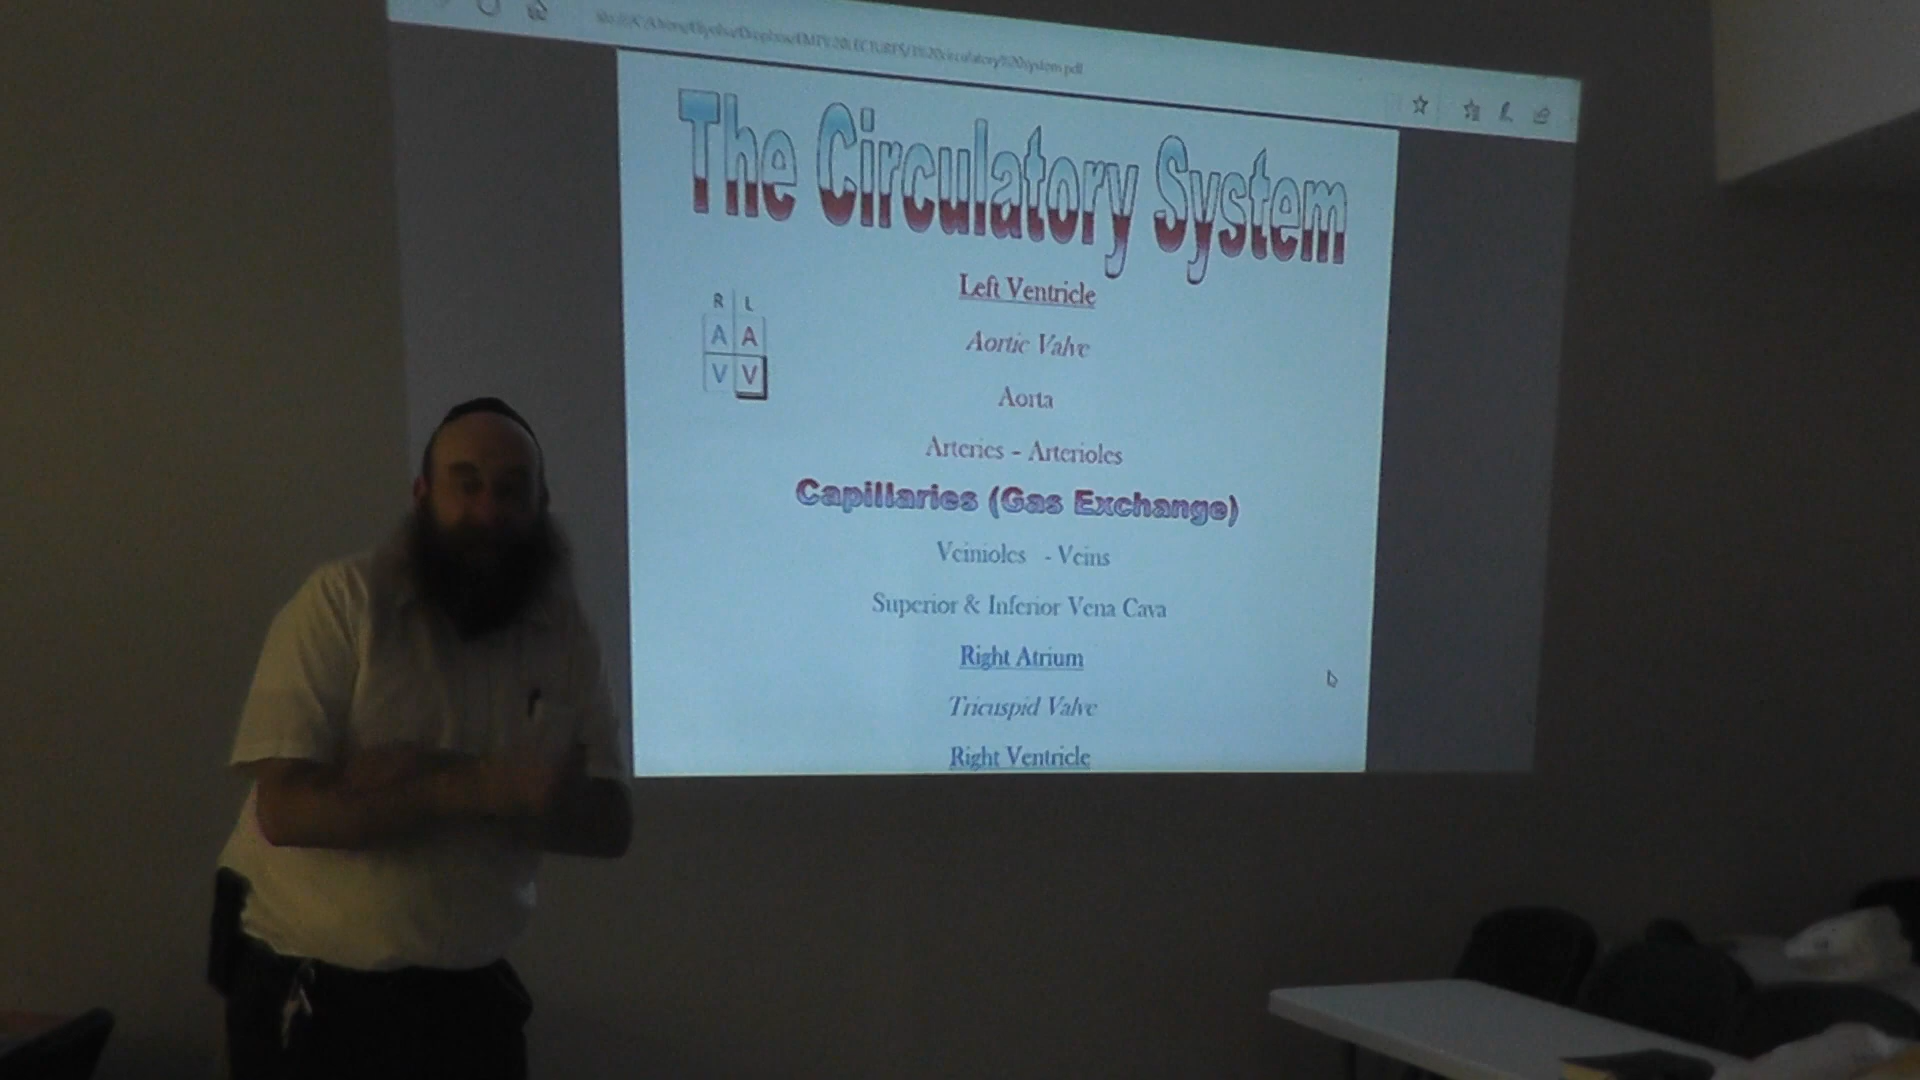 The Circulatory System
R L
A A
V V
Left Ventricle
Aortic Valve
Aorta
Arteries - Arterioles
Capillaries (Gas Exchange)
Veinioles - Veins
Superior & Inferior Vena Cava
Right Atrium
Tricuspid Valve
Right Ventricle